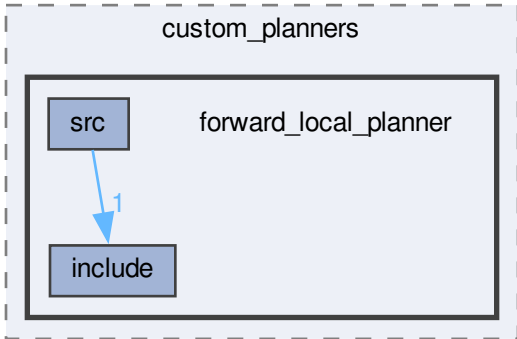 custom_planners
src
forward_local_planner
1
include